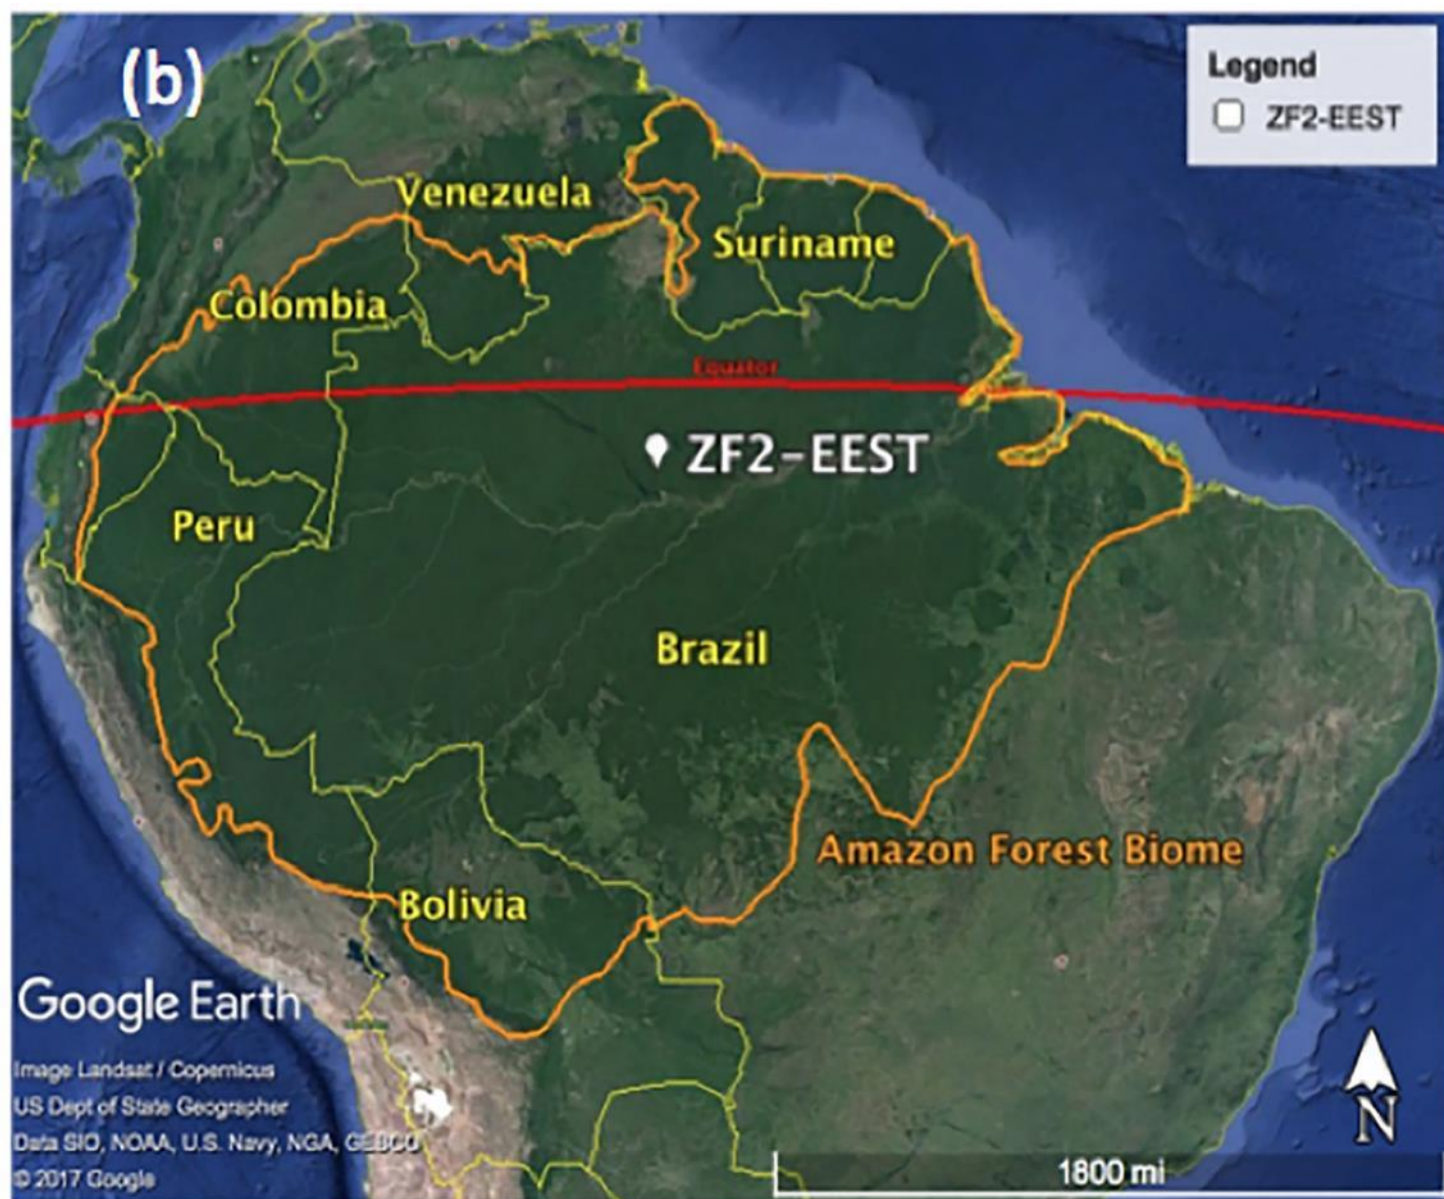 (b)
Legend
ZF2-EEST
Venezuela
Suriname
Colombia
Equator
ZF2-EEST
Peru
Brazil
Amazon Forest Biome
Bolivia
Google Earth
Image Landsat / Copernicus
US Dept of State Geographer
Data SIO, NOAA, U.S. Navy, NGA, GEBCO
© 2017 Google
N
1800 mi